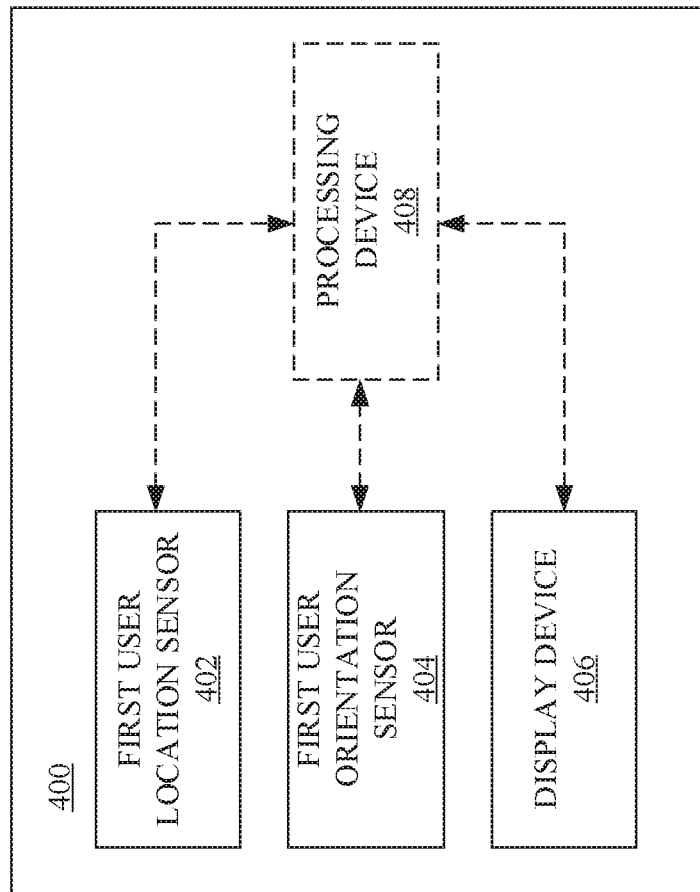 400
FIRST USER
LOCATION SENSOR
402
FIRST USER
ORIENTATION
SENSOR
404
DISPLAY DEVICE
406
PROCESSING
DEVICE
408